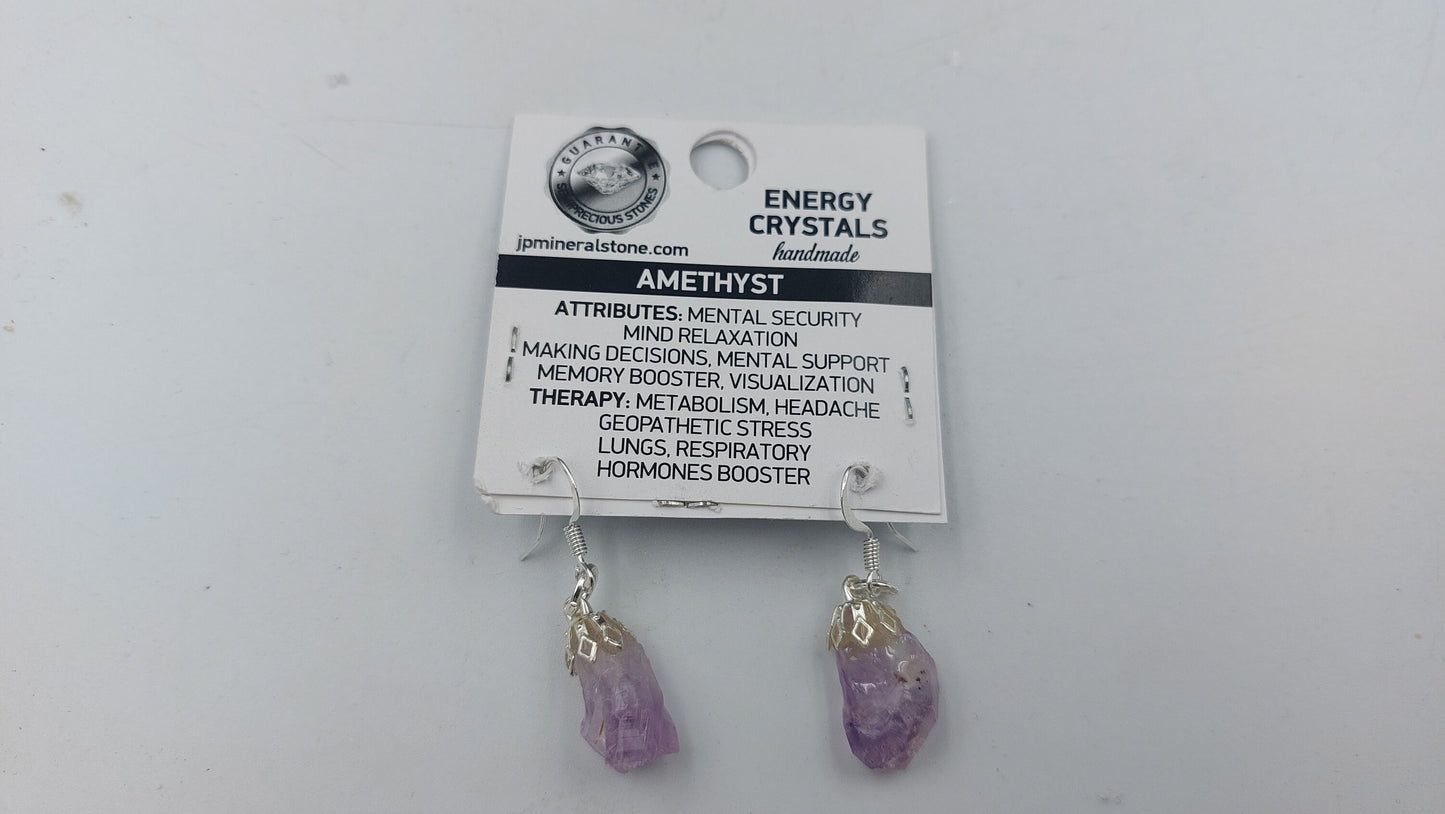 GUARANTEE
SEMIPRECIOUS STONES
jpmineralstone.com
ENERGY
CRYSTALS
handmade
AMETHYST
ATTRIBUTES: MENTAL SECURITY
MIND RELAXATION
MAKING DECISIONS, MENTAL SUPPORT
MEMORY BOOSTER, VISUALIZATION
THERAPY: METABOLISM, HEADACHE
GEOPATHETIC STRESS
LUNGS, RESPIRATORY
HORMONES BOOSTER